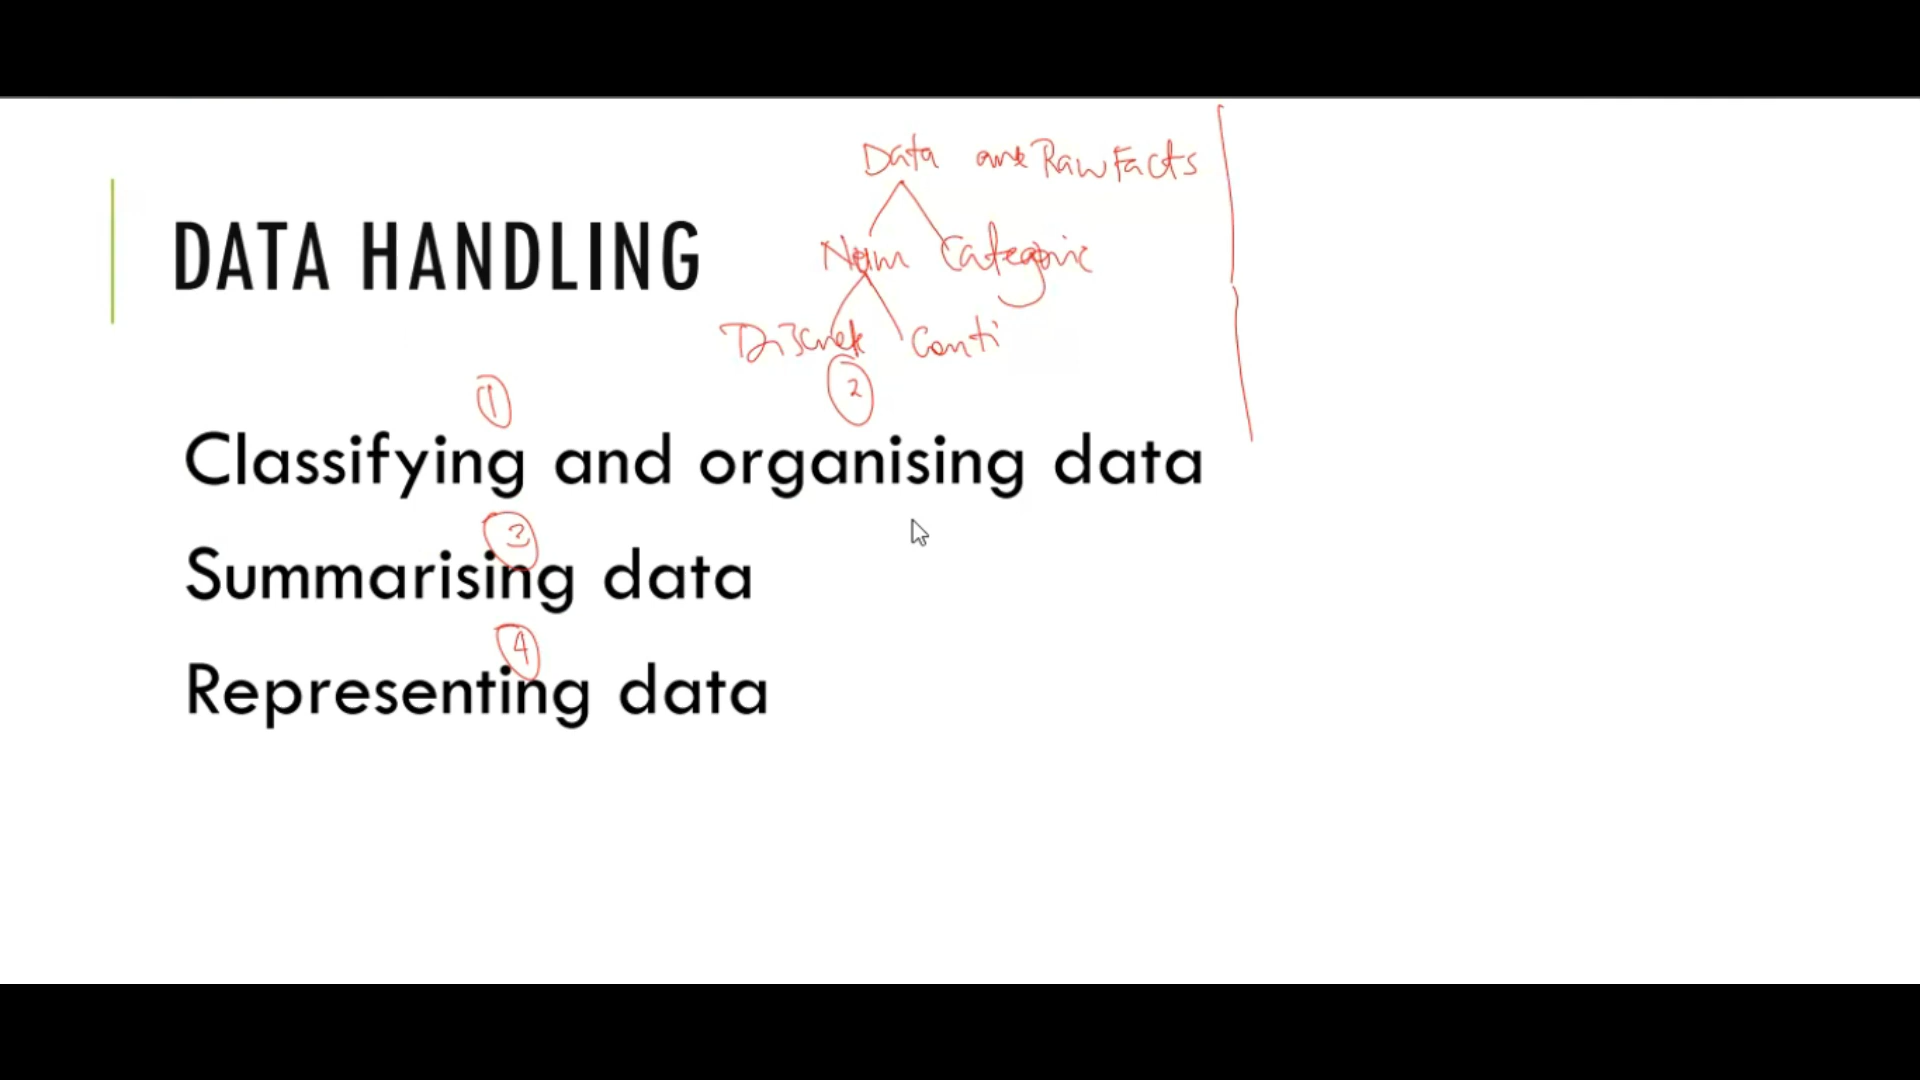 Data are Raw Facts
DATA HANDLING
Num Categoric
Discrete Conti
1 2
Classifying and organising data
3
Summarising data
4
Representing data